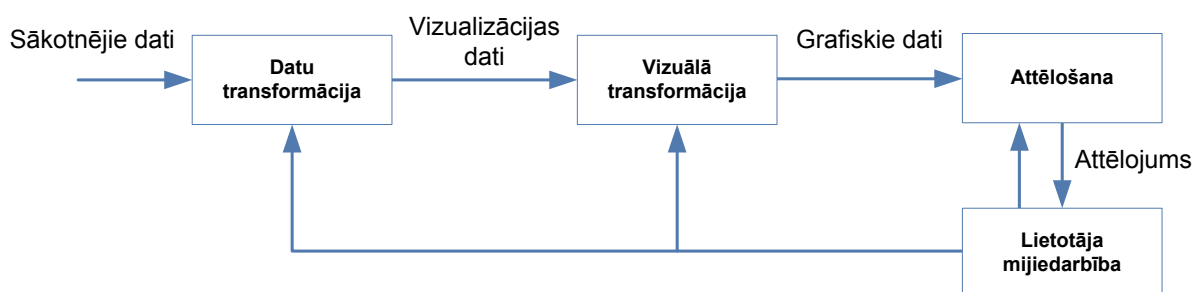 Sākotnējie dati
Datu
transformācija
Vizualizācijas
dati
Vizuālā
transformācija
Grafiskie dati
Attēlošana
Attēlojums
Lietotāja
mijiedarbība